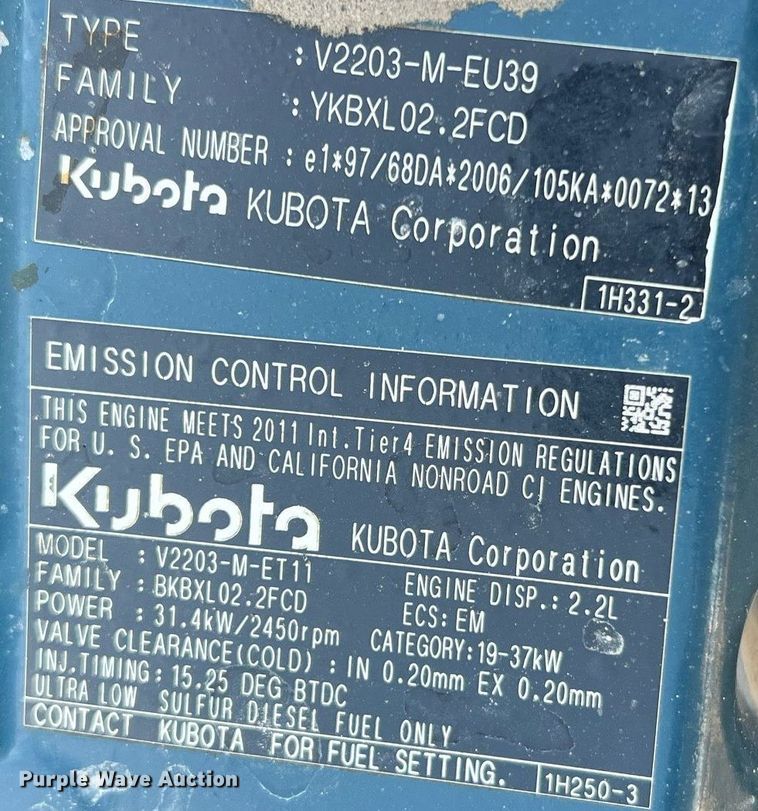 TYPE : V2203-M-EU39
FAMILY : YKBXL02.2FCD
APPROVAL NUMBER : e1*97/68DA*2006/105KA*0072*13
Kubota KUBOTA Corporation
1H331-2
EMISSION CONTROL INFORMATION
THIS ENGINE MEETS 2011 Int.Tier4 EMISSION REGULATIONS
FOR U. S. EPA AND CALIFORNIA NONROAD CI ENGINES.
Kubota KUBOTA Corporation
MODEL : V2203-M-ET11 ENGINE DISP.: 2.2L
FAMILY : BKBXL02.2FCD ECS: EM
POWER : 31.4kW/2450rpm CATEGORY:19-37kW
VALVE CLEARANCE(COLD) : IN 0.20mm EX 0.20mm
INJ.TIMING: 15.25 DEG BTDC
ULTRA LOW SULFUR DIESEL FUEL ONLY
CONTACT KUBOTA FOR FUEL SETTING.
1H250-3
Purple Wave Auction